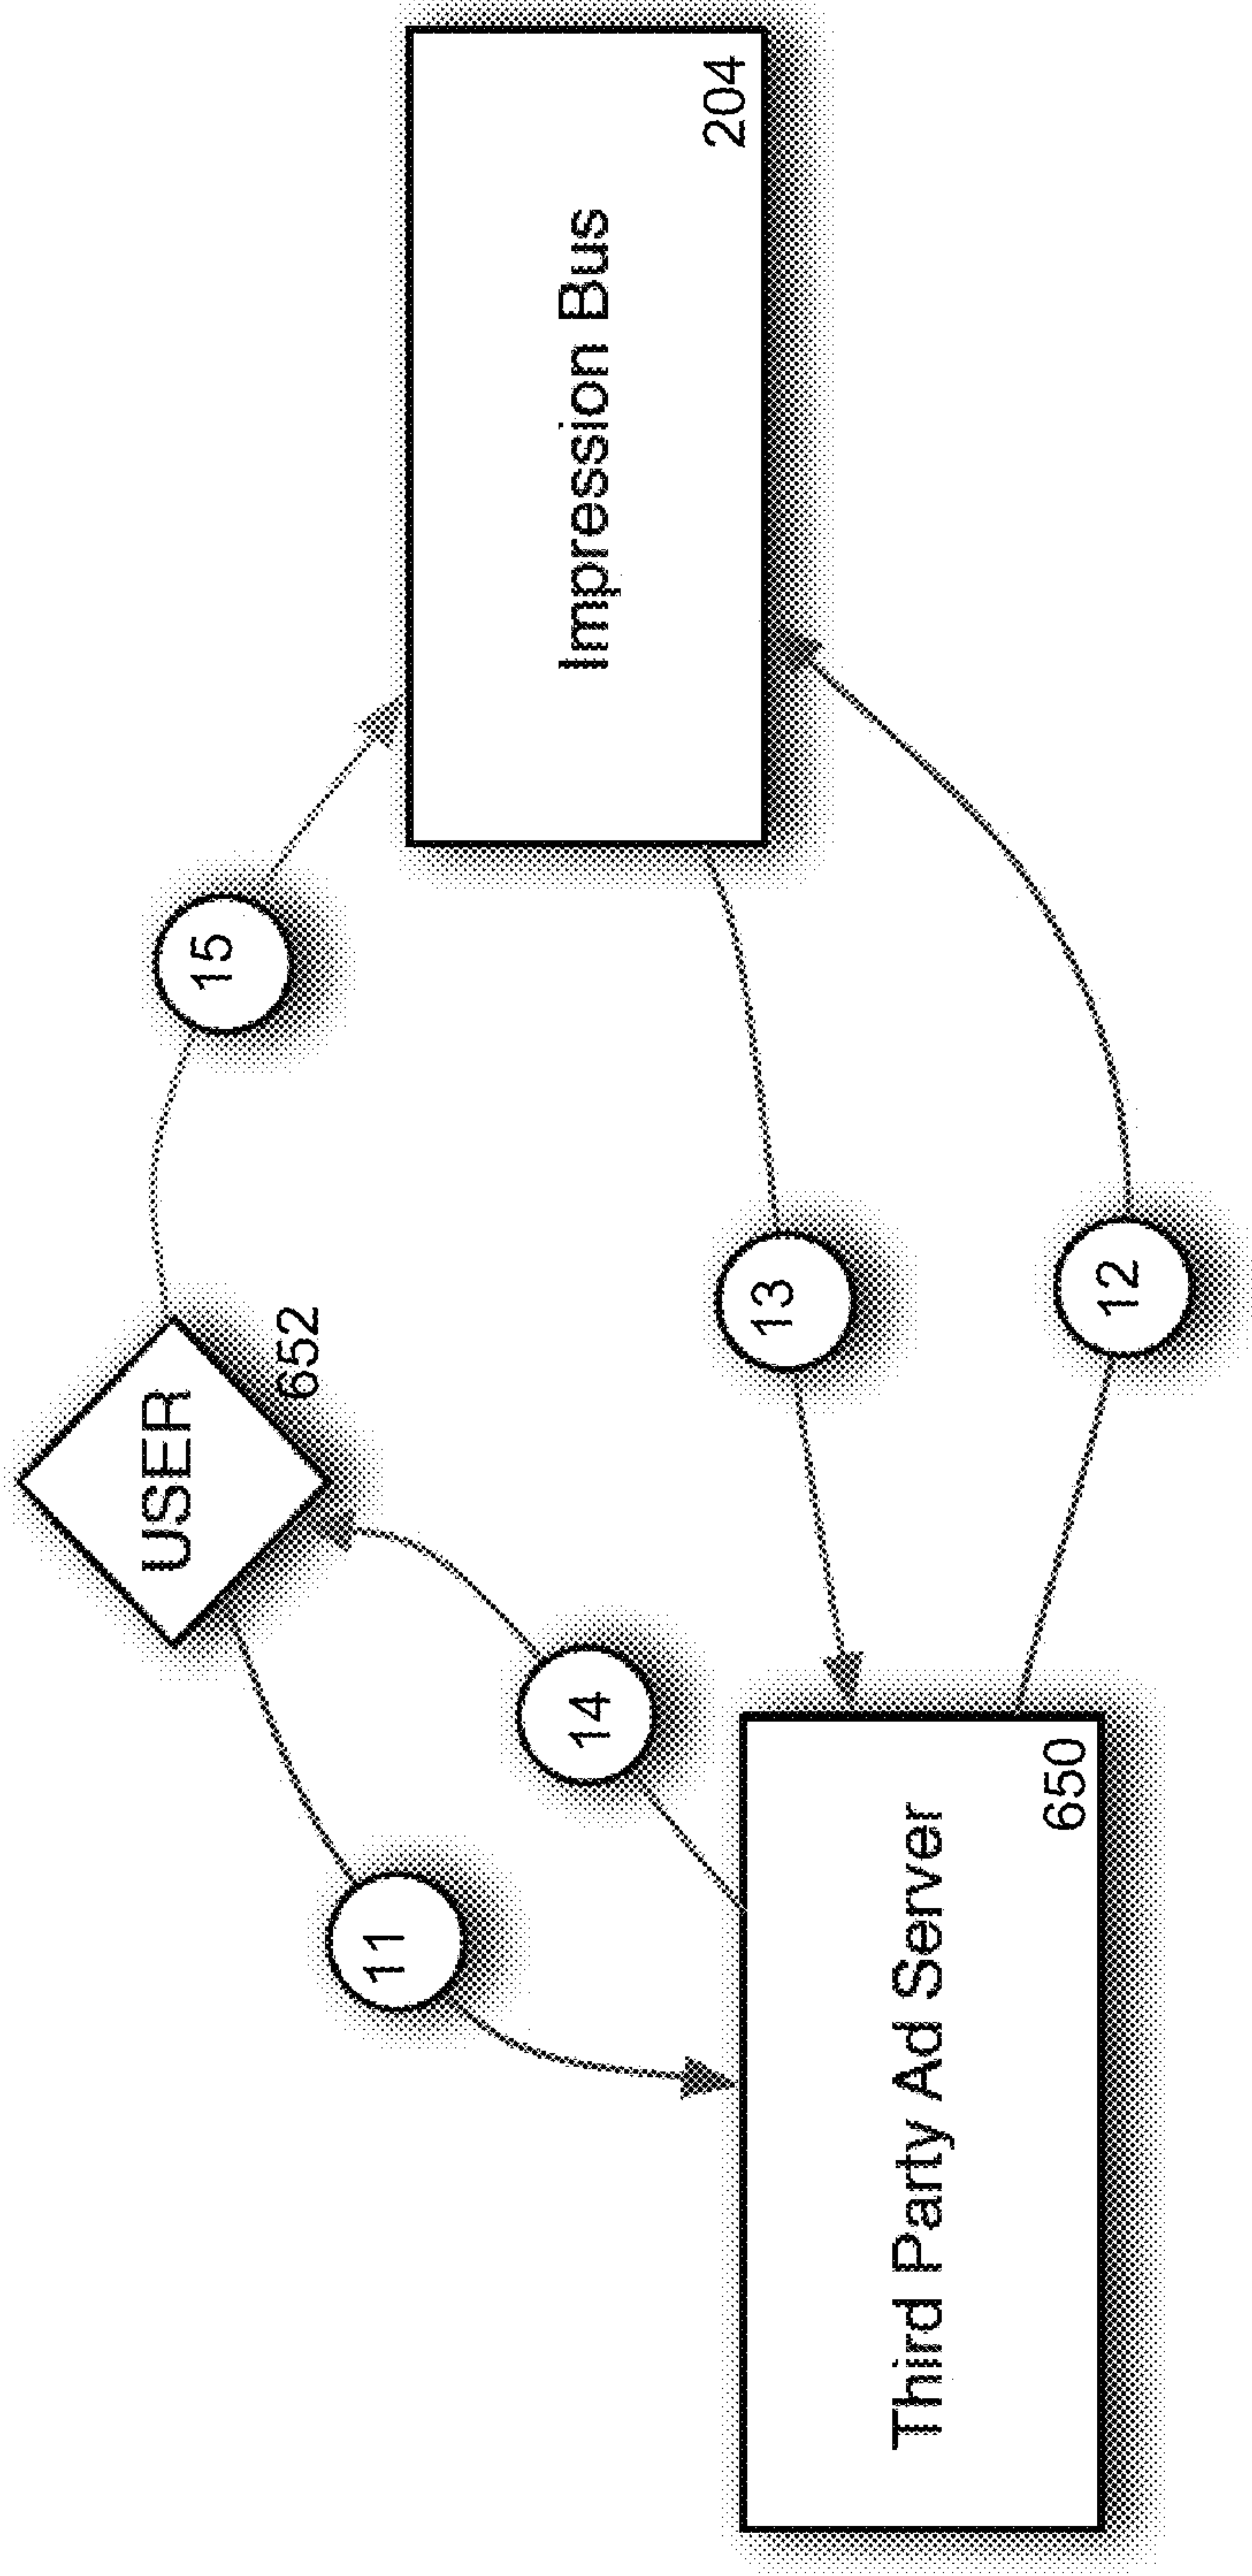 USER
652
11
14
15
13
12
Third Party Ad Server
650
Impression Bus
204